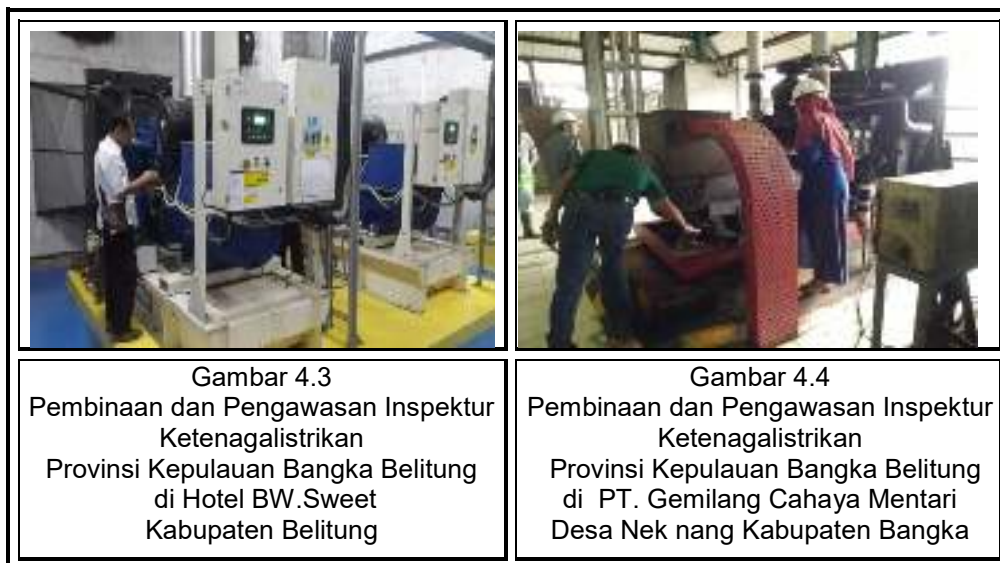 Gambar 4.3
Pembinaan dan Pengawasan Inspektur
Ketenagalistrikan
Provinsi Kepulauan Bangka Belitung
di Hotel BW.Sweet
Kabupaten Belitung
Gambar 4.4
Pembinaan dan Pengawasan Inspektur
Ketenagalistrikan
Provinsi Kepulauan Bangka Belitung
di PT. Gemilang Cahaya Mentari
Desa Nek nang Kabupaten Bangka